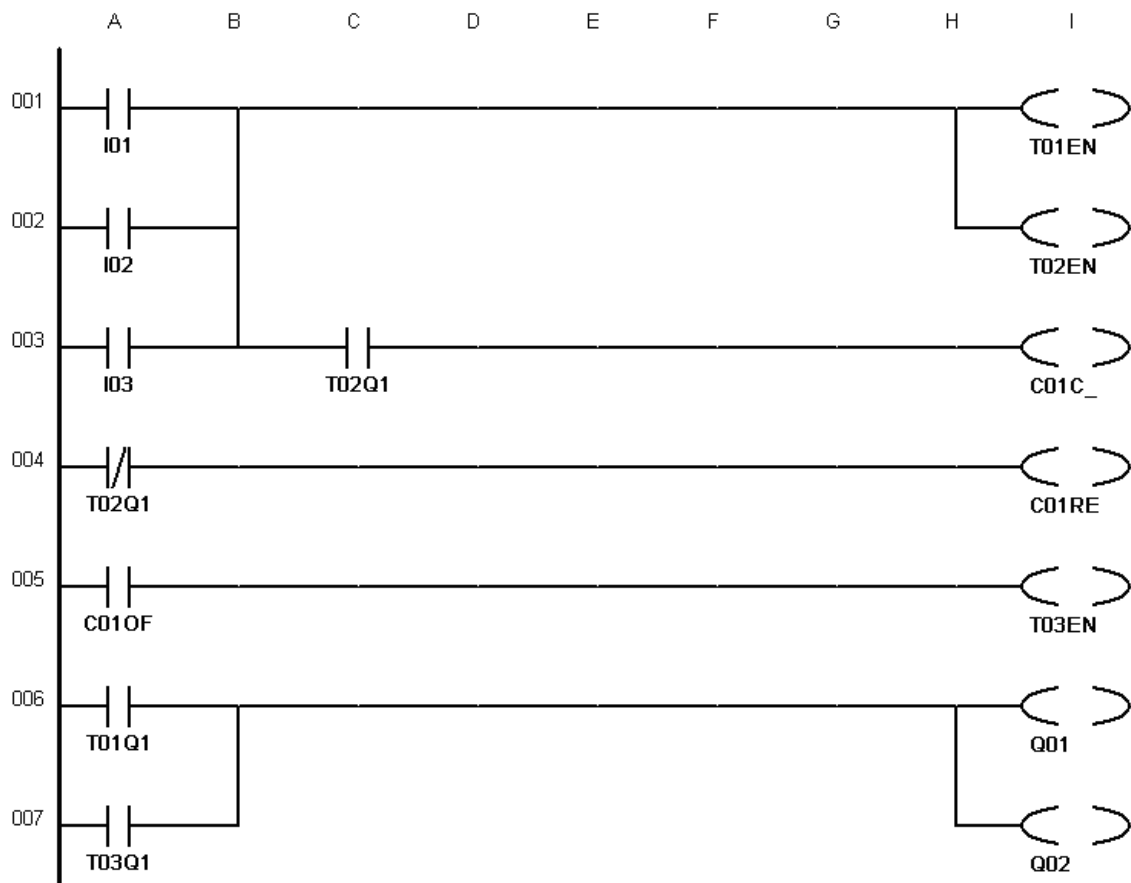 A B C D E F G H I
001
I01 T01EN
002
I02 T02EN
003
I03 T02Q1 C01C_
004
T02Q1 C01RE
005
C01OF T03EN
006
T01Q1 Q01
007
T03Q1 Q02